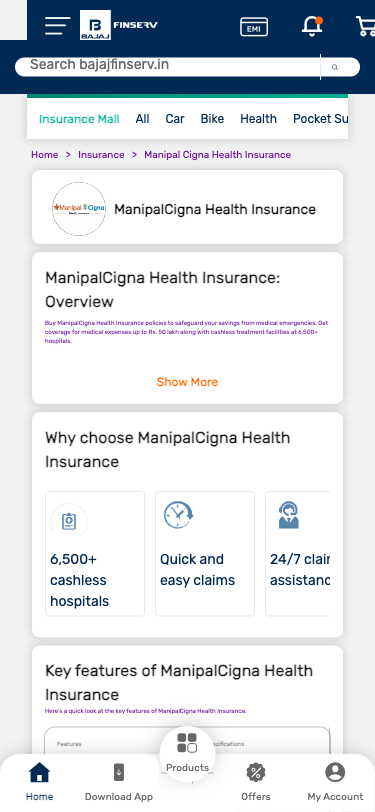 BAJAJ FINSERV EMI
Search bajajfinserv.in
Insurance Mall All Car Bike Health Pocket Su
Home > Insurance > Manipal Cigna Health Insurance
ManipalCigna
Health Insurance
ManipalCigna Health Insurance
ManipalCigna Health Insurance:
Overview
Buy ManipalCigna Health Insurance policies to safeguard your savings from medical emergencies. Get
coverage for medical expenses up to Rs. 50 lakh along with cashless treatment facilities at 6,500+
hospitals.
Show More
Why choose ManipalCigna Health
Insurance
6,500+
cashless
hospitals
Quick and
easy claims
24/7 clai
assistanc
Key features of ManipalCigna Health
Insurance
Here's a quick look at the key features of ManipalCigna Health Insurance.
Features cifications
Products
Home Download App Offers My Account